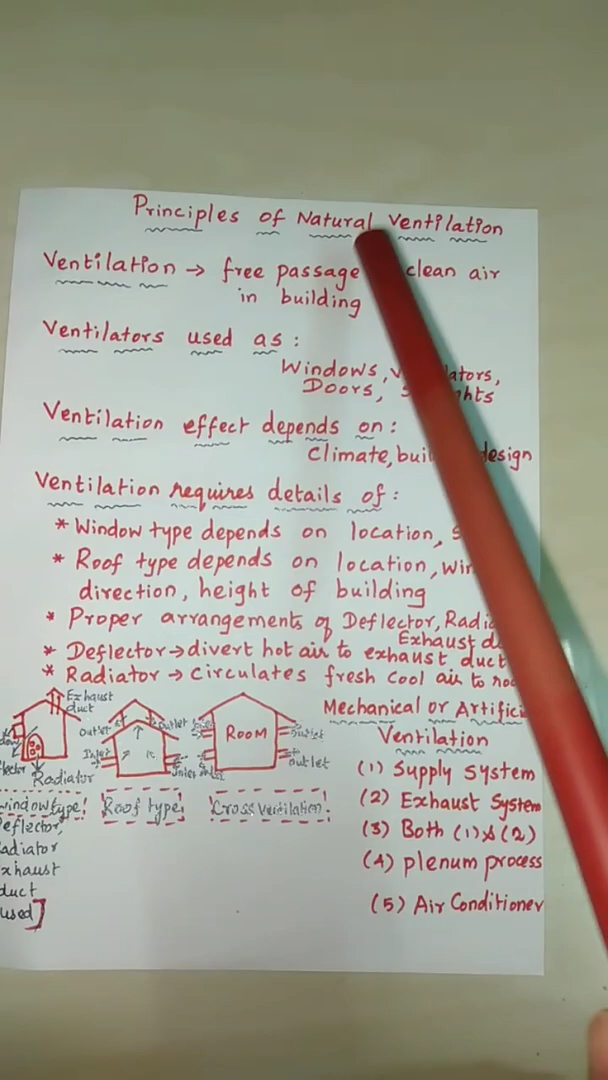 Principles of Natural Ventilation
Ventilation → free passage clean air
in building
Ventilators used as :
Windows,
Doors,
Ventilation effect depends on :
climate, design
Ventilation requires details of :
* Window type depends on location,
* Roof type depends on location,
direction, height of building
* Proper arrangements of Deflector,
Exhaust
* Deflector → divert hot air to exhaust duct
* Radiator → circulates fresh cool air to
Exhaust
duct
Radiator
Outlet
Outlet
Inlet
Inlet
ROOM
outlet
outlet
window type
Roof type
Cross ventilation
Deflector,
duct
used]
Mechanical or
Ventilation
(1) Supply system
(2) Exhaust System
(3) Both (1) & (2)
(4) plenum process
(5) Air Conditioner